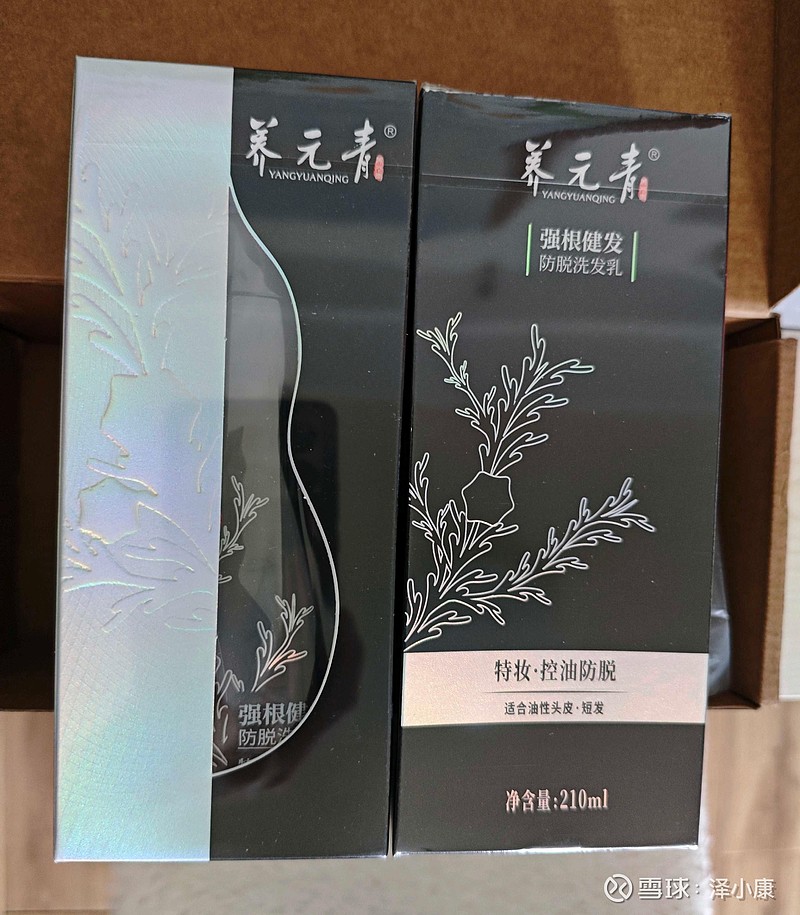 养元青®
YANGYUANQING
强根健
防脱洗
养元青®
YANGYUANQING
强根健发
防脱洗发乳
特妆·控油防脱
适合油性头皮·短发
净含量:210ml
雪球:泽小康